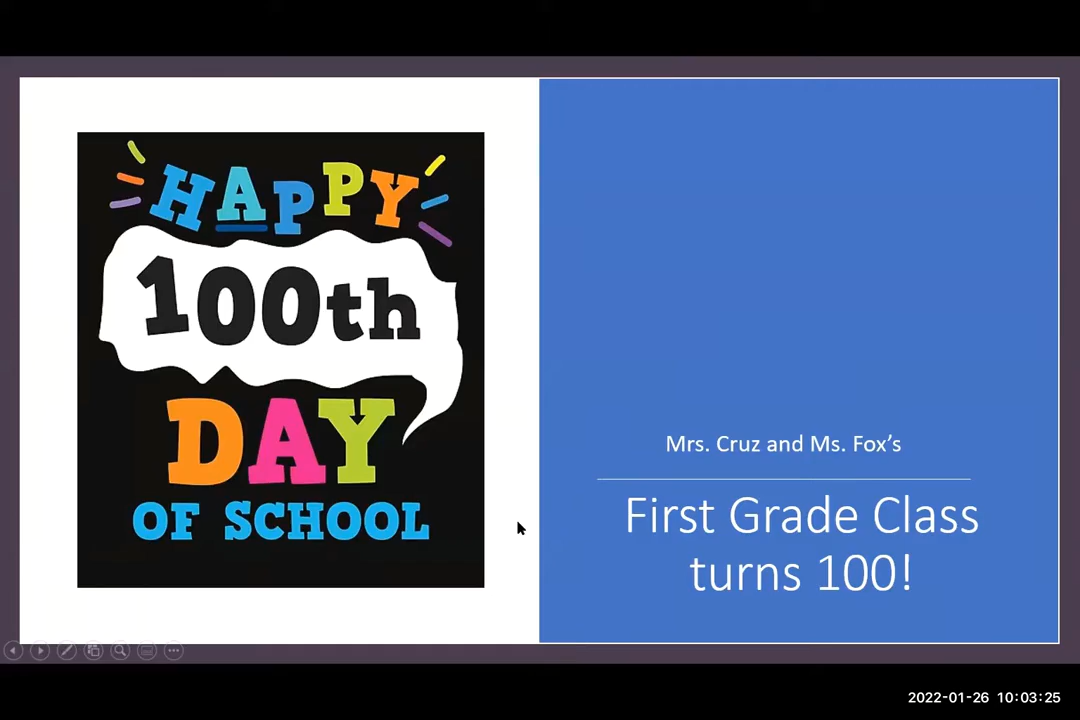 HAPPY
100th
DAY
OF SCHOOL
Mrs. Cruz and Ms. Fox’s
First Grade Class
turns 100!
2022-01-26 10:03:25